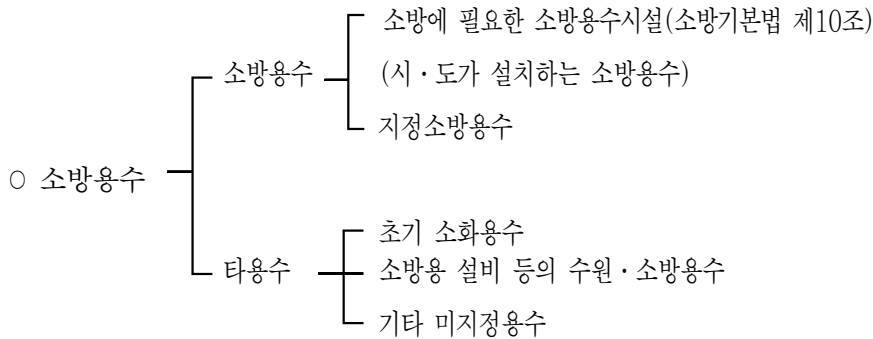 소방에 필요한 소방용수시설(소방기본법 제10조)
소방용수
(시·도가 설치하는 소방용수)
지정소방용수
○ 소방용수
초기 소화용수
타용수
소방용 설비 등의 수원·소방용수
기타 미지정용수